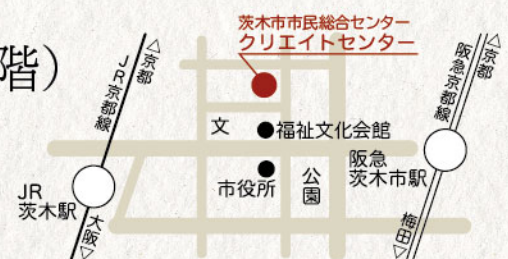 茨木市市民総合センター
クリエイトセンター
階）
△京都
JR京都線
△京都
阪急京都線
文
福祉文化会館
市役所
公園
阪急
茨木市駅
JR
茨木駅
大阪▽
梅田▽